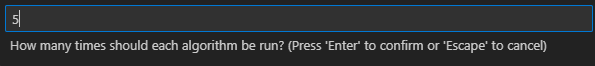 5
How many times should each algorithm be run? (Press 'Enter' to confirm or 'Escape' to cancel)